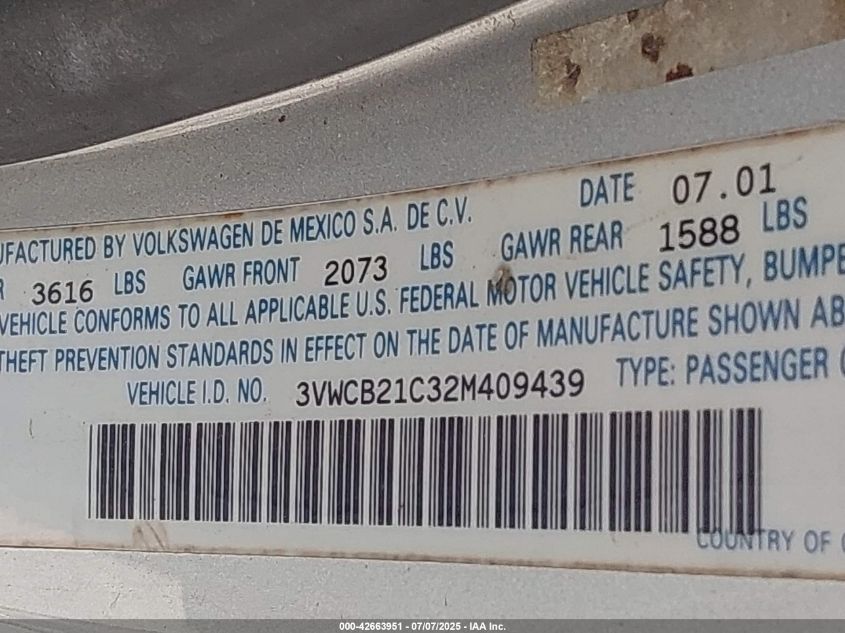 UFACTURED BY VOLKSWAGEN DE MEXICO S.A. DE C.V. DATE 07.01
R 3616 LBS GAWR FRONT 2073 LBS GAWR REAR 1588 LBS
VEHICLE CONFORMS TO ALL APPLICABLE U.S. FEDERAL MOTOR VEHICLE SAFETY, BUMPE
THEFT PREVENTION STANDARDS IN EFFECT ON THE DATE OF MANUFACTURE SHOWN AB
VEHICLE I.D. NO. 3VWCB21C32M409439 TYPE: PASSENGER
COUNTRY OF
000-42663951 - 07/07/2025 - IAA Inc.